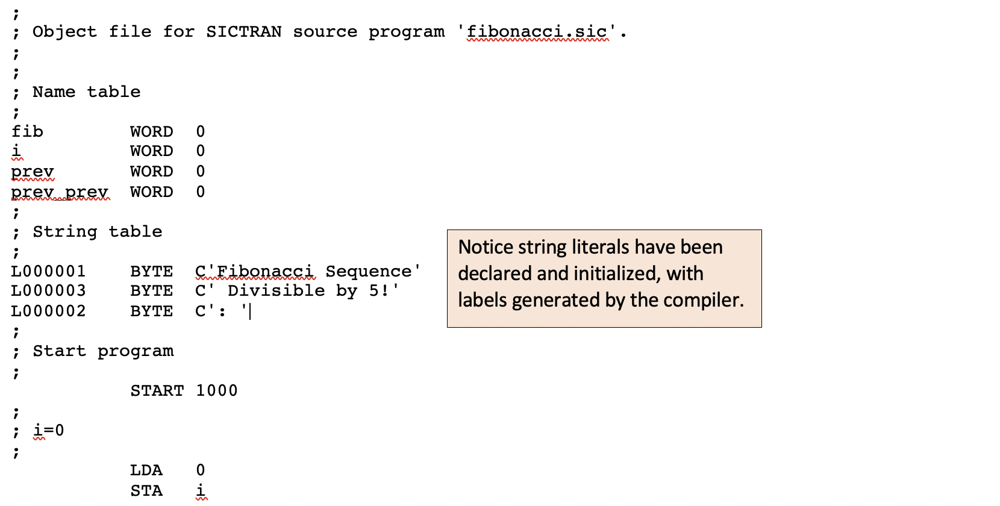 ;
; Object file for SICTRAN source program 'fibonacci.sic'.
;
;
; Name table
;
fib WORD 0
i WORD 0
prev WORD 0
prev_prev WORD 0
;
; String table
;
L000001 BYTE C'Fibonacci Sequence'
L000003 BYTE C' Divisible by 5!'
L000002 BYTE C': '
Notice string literals have been
declared and initialized, with
labels generated by the compiler.
;
; Start program
;
START 1000
;
; i=0
;
LDA 0
STA i